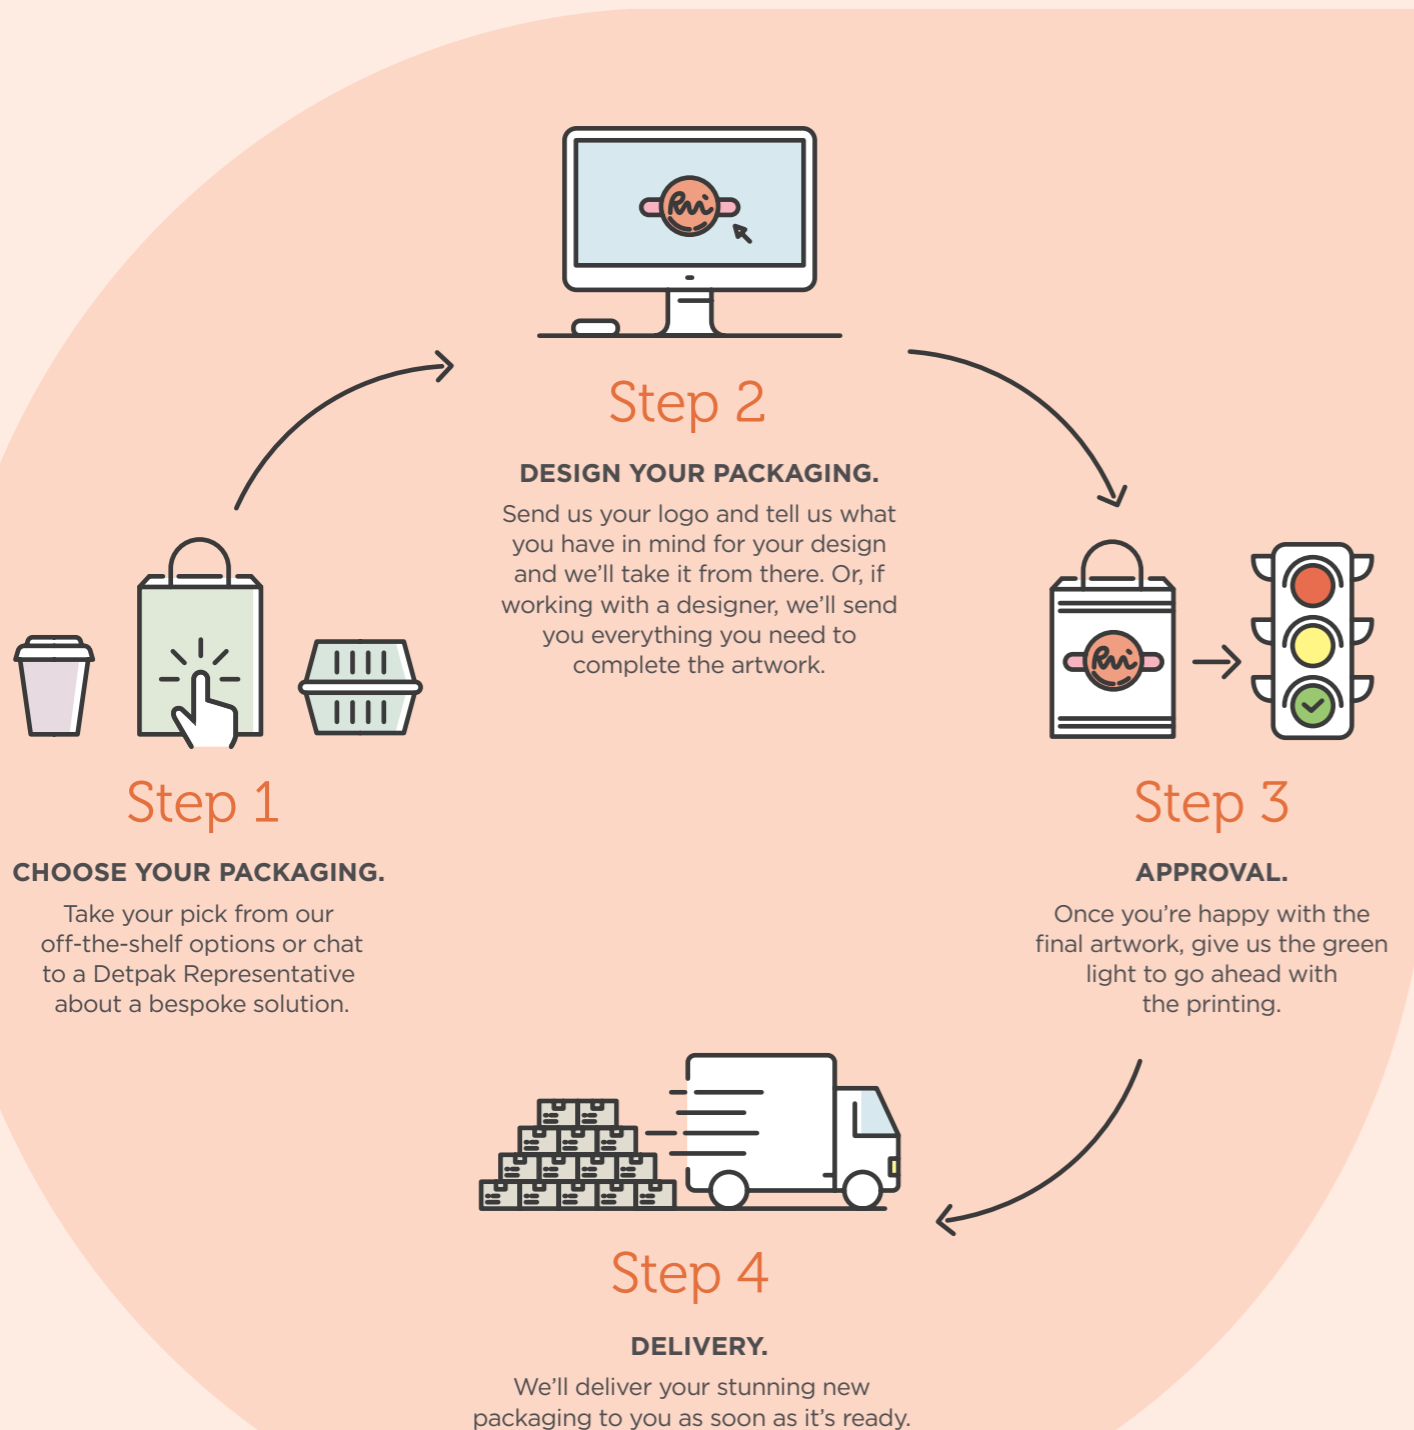 Step 1
CHOOSE YOUR PACKAGING.
Take your pick from our
off-the-shelf options or chat
to a Detpak Representative
about a bespoke solution.
Step 2
DESIGN YOUR PACKAGING.
Send us your logo and tell us what
you have in mind for your design
and we’ll take it from there. Or, if
working with a designer, we’ll send
you everything you need to
complete the artwork.
Step 3
APPROVAL.
Once you’re happy with the
final artwork, give us the green
light to go ahead with
the printing.
Step 4
DELIVERY.
We’ll deliver your stunning new
packaging to you as soon as it’s ready.